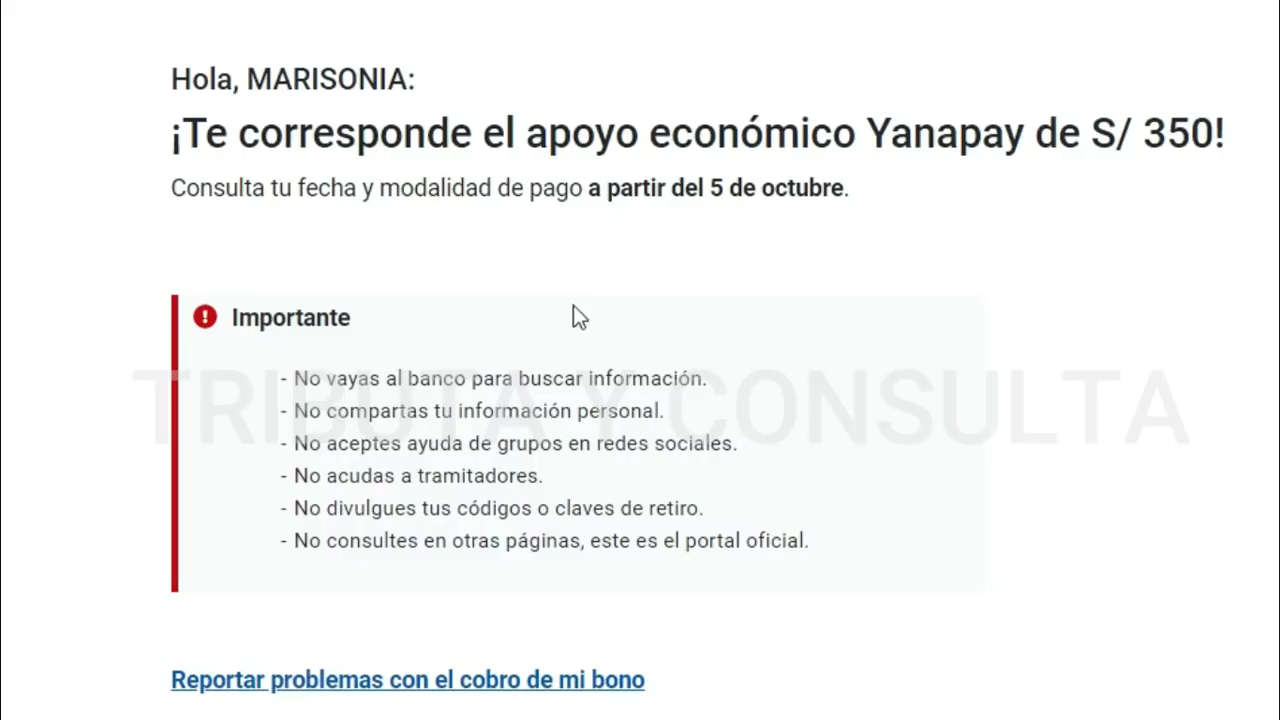 Hola, MARISONIA:
¡Te corresponde el apoyo económico Yanapay de S/ 350!
Consulta tu fecha y modalidad de pago a partir del 5 de octubre.
Importante
- No vayas al banco para buscar información.
- No compartas tu información personal.
TRIBUTA Y CONSULTA
- No aceptes ayuda de grupos en redes sociales.
- No acudas a tramitadores.
- No divulgues tus códigos o claves de retiro.
- No consultes en otras páginas, este es el portal oficial.
Reportar problemas con el cobro de mi bono